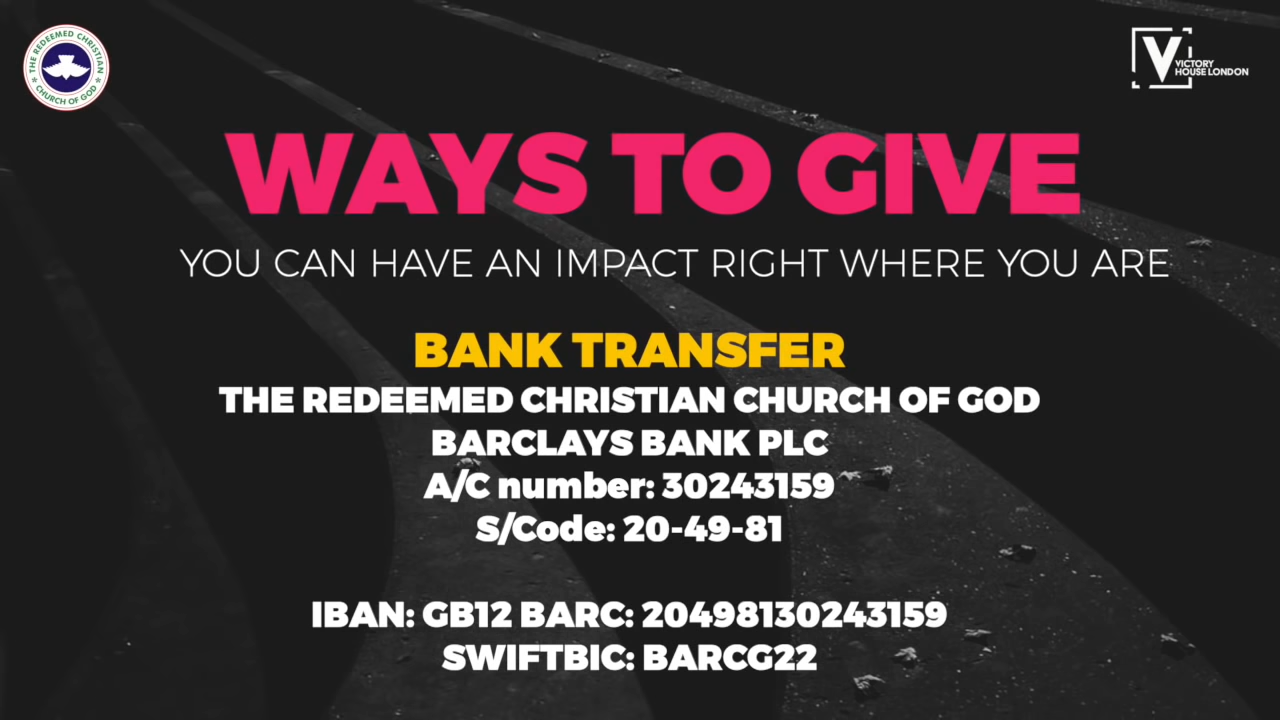 THE REDEEMED CHRISTIAN
CHURCH OF GOD
VICTORY
HOUSE LONDON
WAYS TO GIVE
YOU CAN HAVE AN IMPACT RIGHT WHERE YOU ARE
BANK TRANSFER
THE REDEEMED CHRISTIAN CHURCH OF GOD
BARCLAYS BANK PLC
A/C number: 30243159
S/Code: 20-49-81
IBAN: GB12 BARC: 20498130243159
SWIFTBIC: BARCG22